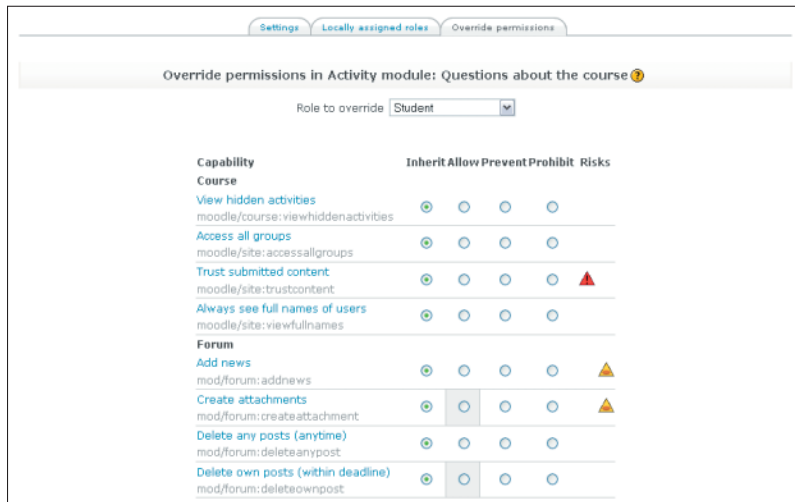 Settings Locally assigned roles Override permissions
Override permissions in Activity module: Questions about the course
Role to override Student
Capability Inherit Allow Prevent Prohibit Risks
Course
View hidden activities
moodle/course:viewhiddenactivities
Access all groups
moodle/site:accessallgroups
Trust submitted content
moodle/site:trustcontent
Always see full names of users
moodle/site:viewfullnames
Forum
Add news
mod/forum:addnews
Create attachments
mod/forum:createattachment
Delete any posts (anytime)
mod/forum:deleteanypost
Delete own posts (within deadline)
mod/forum:deleteownpost